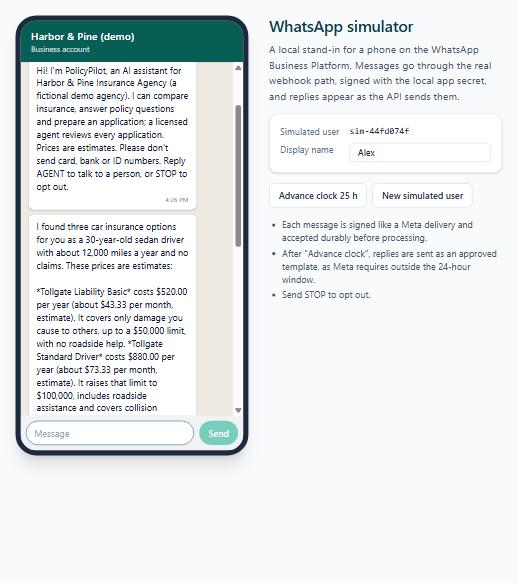 Harbor & Pine (demo)
Business account
Hi! I'm PolicyPilot, an AI assistant for
Harbor & Pine Insurance Agency (a
fictional demo agency). I can compare
insurance, answer policy questions
and prepare an application; a licensed
agent reviews every application.
Prices are estimates. Please don't
send card, bank or ID numbers. Reply
AGENT to talk to a person, or STOP to
opt out.
4:26 PM
I found three car insurance options
for you as a 30-year-old sedan driver
with about 12,000 miles a year and no
claims. These prices are estimates:
*Tollgate Liability Basic* costs $520.00
per year (about $43.33 per month,
estimate). It covers only damage you
cause to others, up to a $50,000 limit,
with no roadside help. *Tollgate
Standard Driver* costs $880.00 per
year (about $73.33 per month,
estimate). It raises that limit to
$100,000, includes roadside
assistance and covers collision
Message
Send
WhatsApp simulator
A local stand-in for a phone on the WhatsApp
Business Platform. Messages go through the real
webhook path, signed with the local app secret,
and replies appear as the API sends them.
Simulated user sim-44fd074f
Display name Alex
Advance clock 25 h
New simulated user
• Each message is signed like a Meta delivery and
accepted durably before processing.
• After "Advance clock", replies are sent as an approved
template, as Meta requires outside the 24-hour
window.
• Send STOP to opt out.